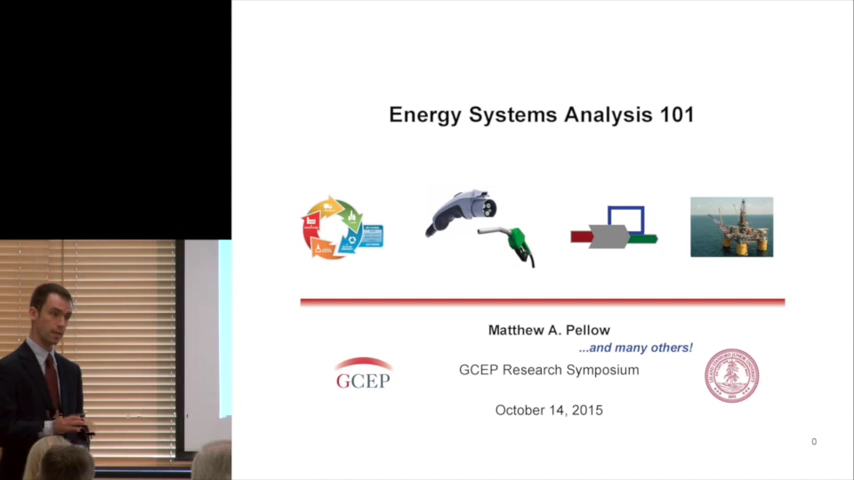 Energy Systems Analysis 101
Matthew A. Pellow
...and many others!
GCEP
GCEP Research Symposium
October 14, 2015
0